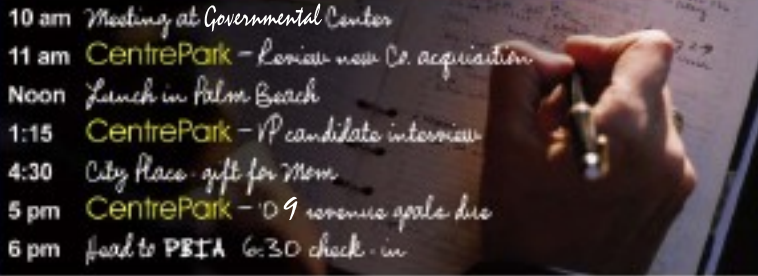 10 am Meeting at Governmental Center
11 am CentrePark - Review new Co. acquisition
Noon Lunch in Palm Beach
1:15 CentrePark - VP candidate interview
4:30 City Place - gift for Mom
5 pm CentrePark - '09 revenue goals due
6 pm Head to PBIA 6:30 check-in